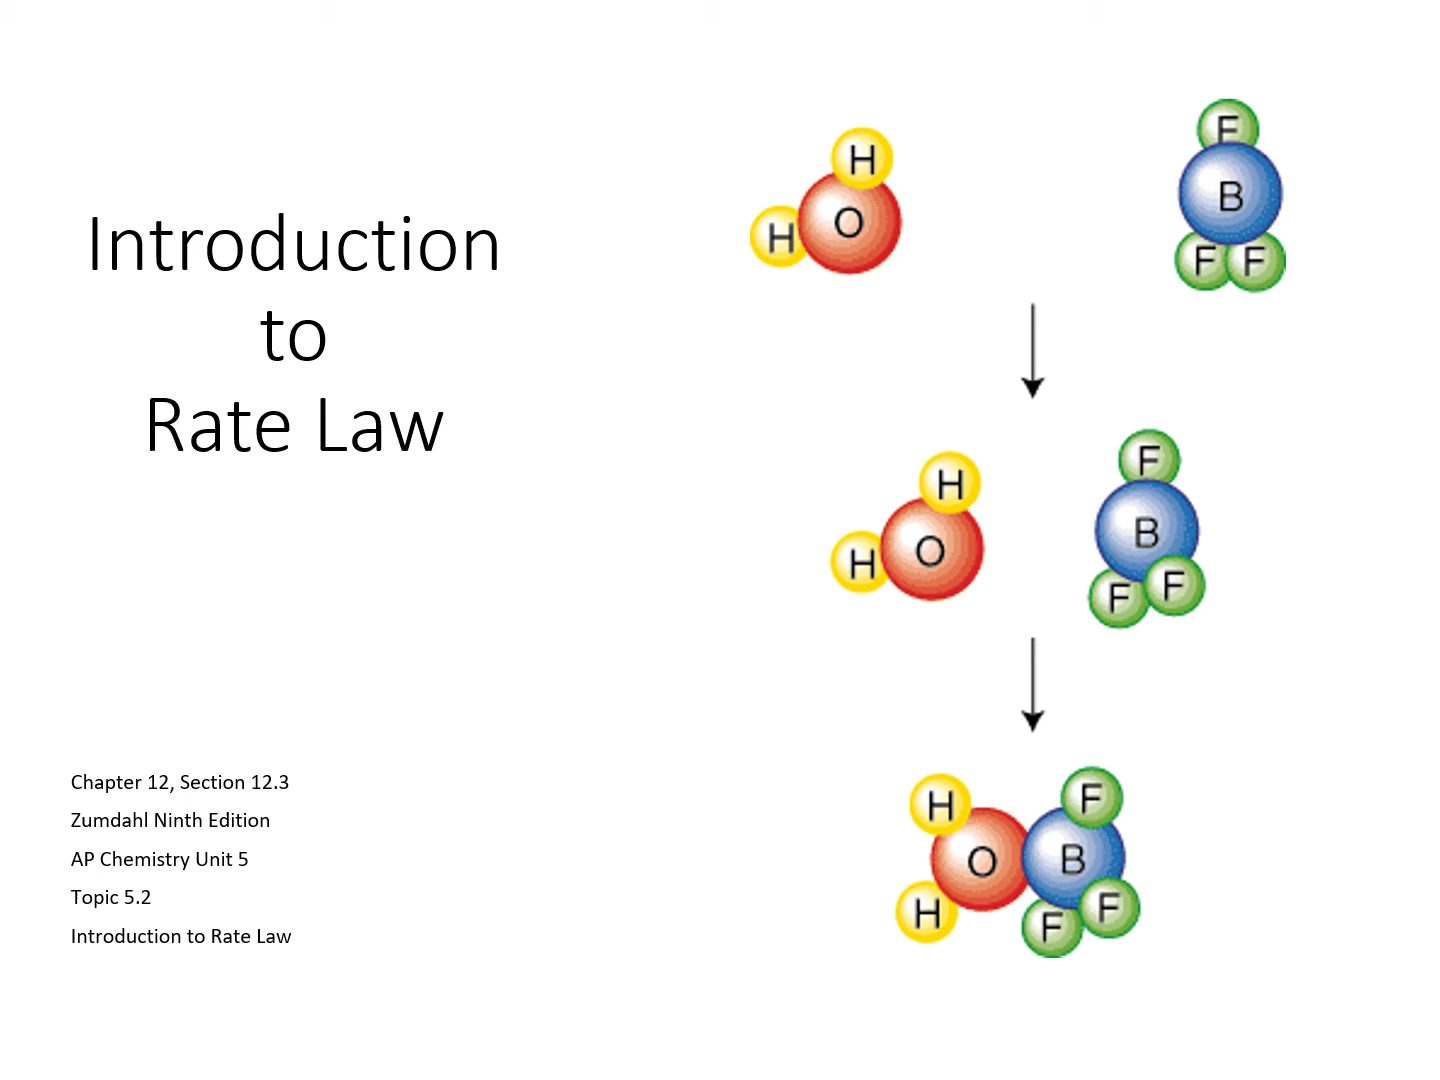 Introduction
to
Rate Law
Chapter 12, Section 12.3
Zumdahl Ninth Edition
AP Chemistry Unit 5
Topic 5.2
Introduction to Rate Law
H
O
H
F
B
F F
H
O
H
F
B
F F
H
O
H
F
B
F F